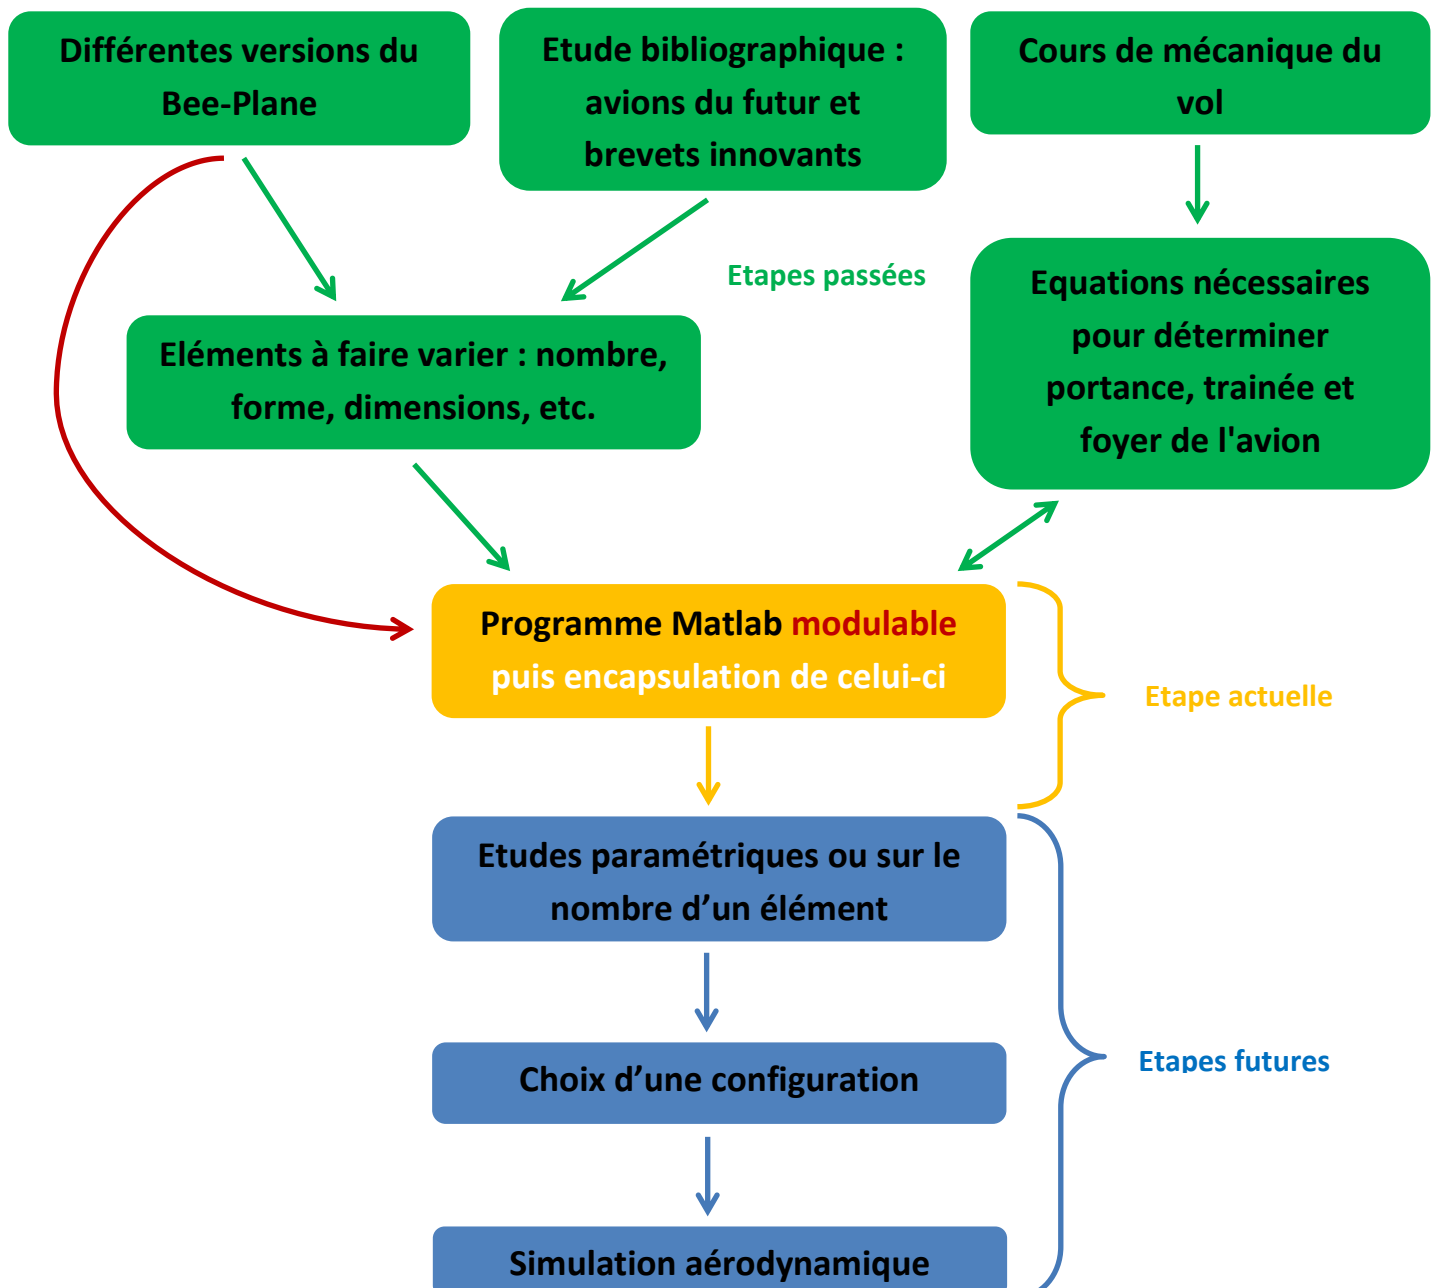 Différentes versions du
Bee-Plane
Etude bibliographique :
avions du futur et
brevets innovants
Cours de mécanique du
vol
Etapes passées
Eléments à faire varier : nombre,
forme, dimensions, etc.
Equations nécessaires
pour déterminer
portance, trainée et
foyer de l'avion
Programme Matlab modulable
puis encapsulation de celui-ci
Etape actuelle
Etudes paramétriques ou sur le
nombre d’un élément
Choix d’une configuration
Etapes futures
Simulation aérodynamique